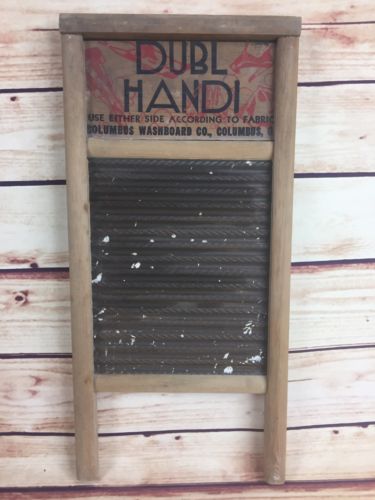 DUBL
HANDI
USE EITHER SIDE ACCORDING TO FABRIC
COLUMBUS WASHBOARD CO., COLUMBUS, O.